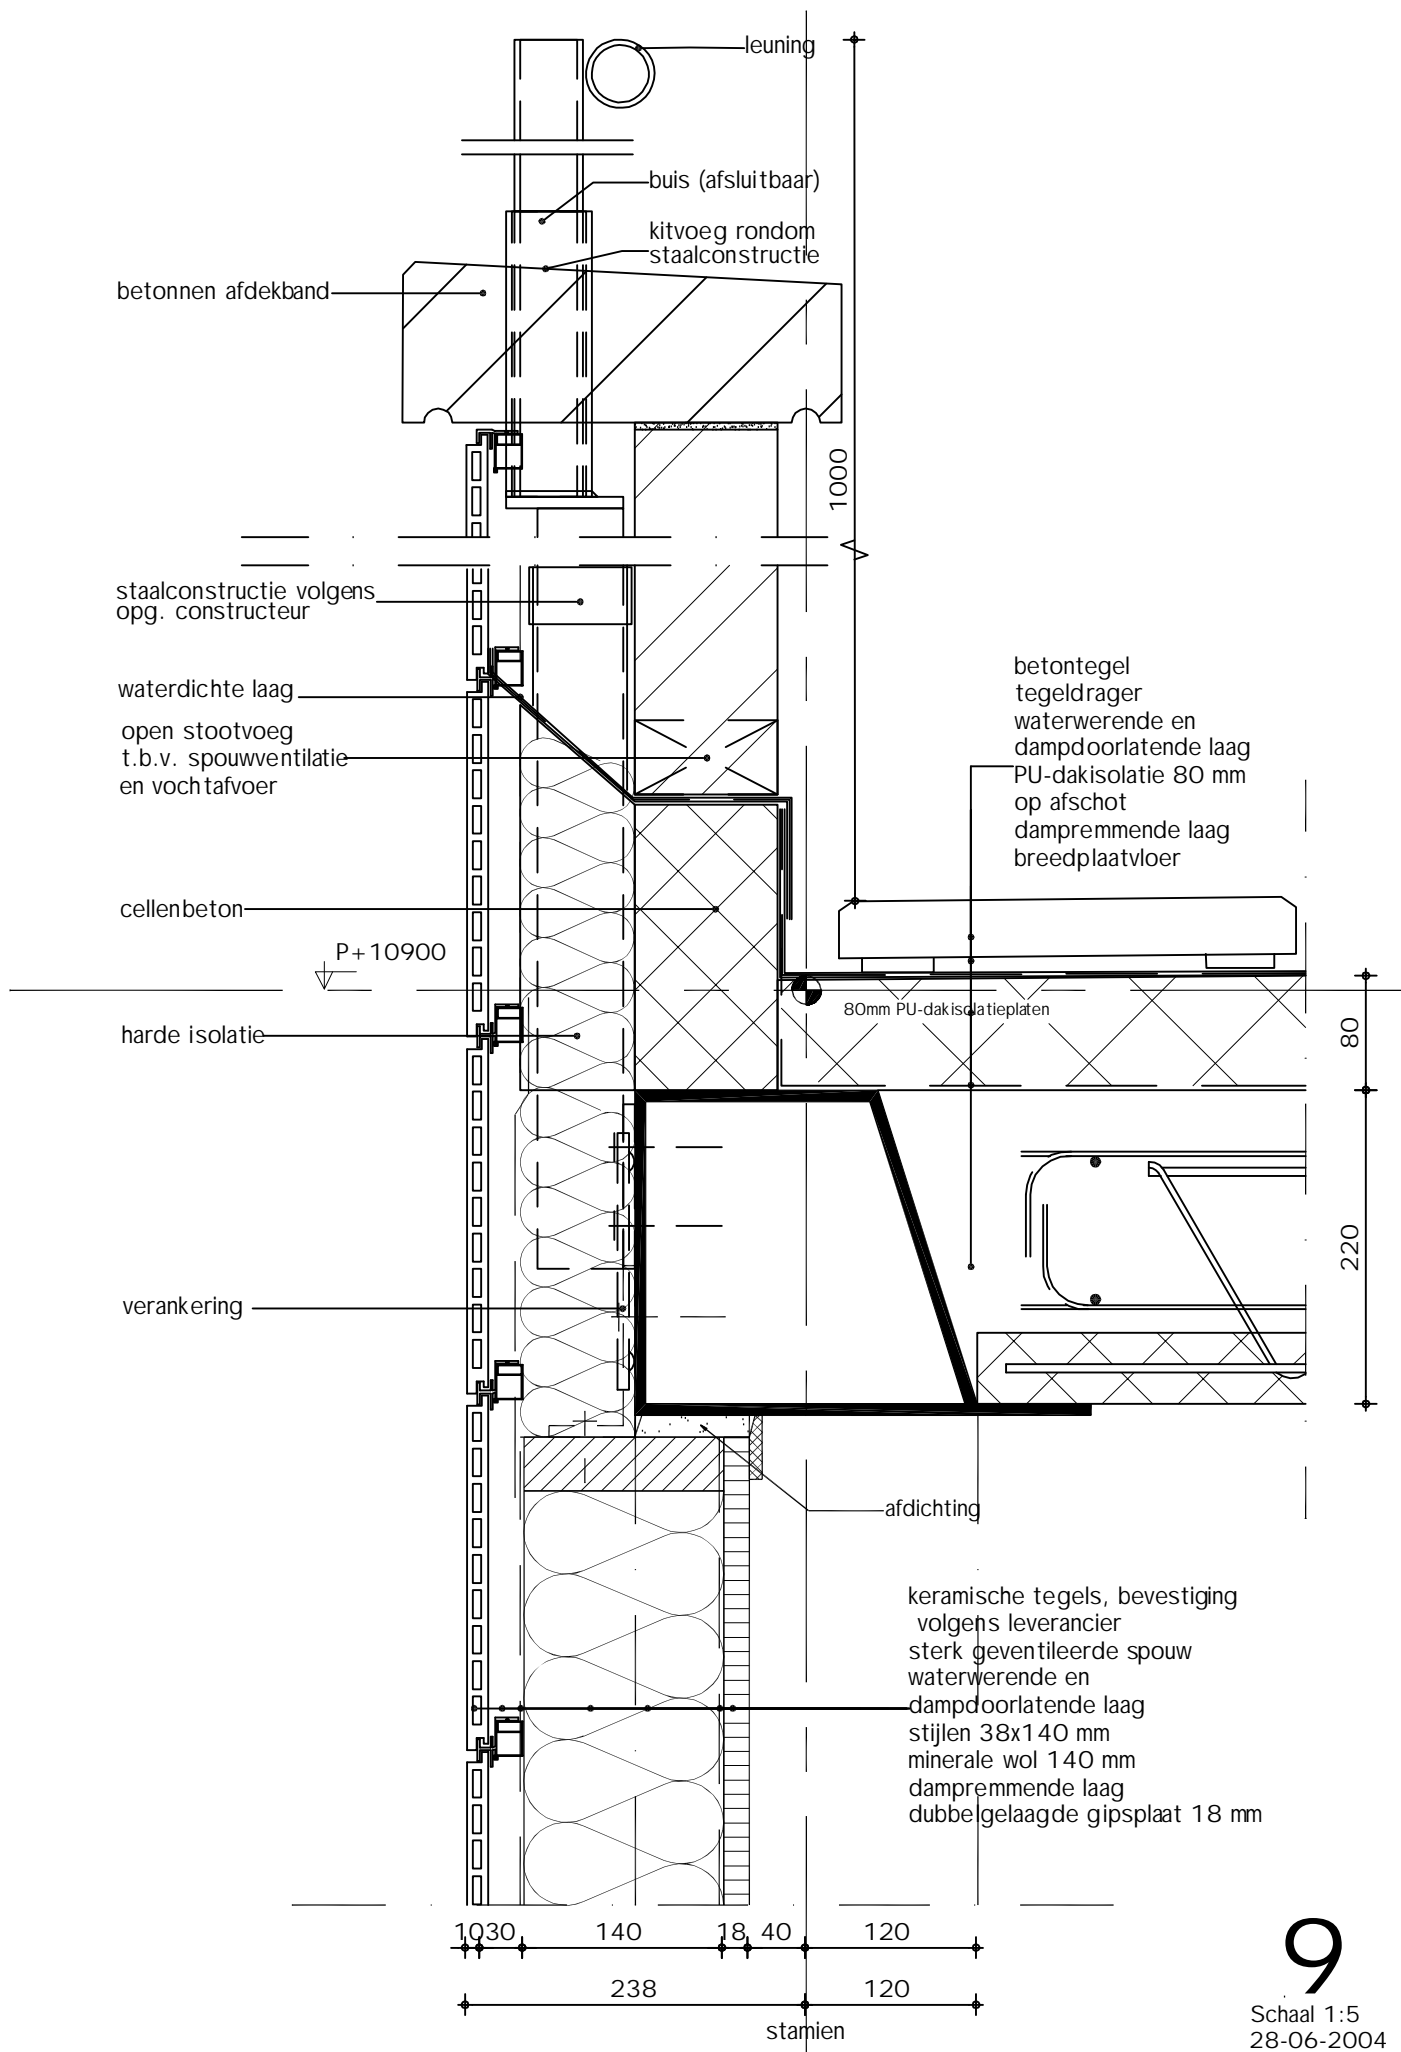 leuning
buis (afsluitbaar)
kitvoeg rondom
staalconstructie
betonnen afdekband
1000
staalconstructie volgens
opg. constructeur
waterdichte laag
open stootvoeg
t.b.v. spouwventilatie
en vochtafvoer
betontegel
tegeldrager
waterwerende en
dampdoorlatende laag
PU-dakisolatie 80 mm
op afschot
dampremmende laag
breedplaatvloer
cellenbeton
P+10900
80mm PU-dakisolatieplaten
harde isolatie
80
220
verankering
afdichting
keramische tegels, bevestiging
volgens leverancier
sterk geventileerde spouw
waterwerende en
dampdoorlatende laag
stijlen 38x140 mm
minerale wol 140 mm
dampremmende laag
dubbelgelaagde gipsplaat 18 mm
10 30 140 18 40 120
238 120
stamien
9
Schaal 1:5
28-06-2004